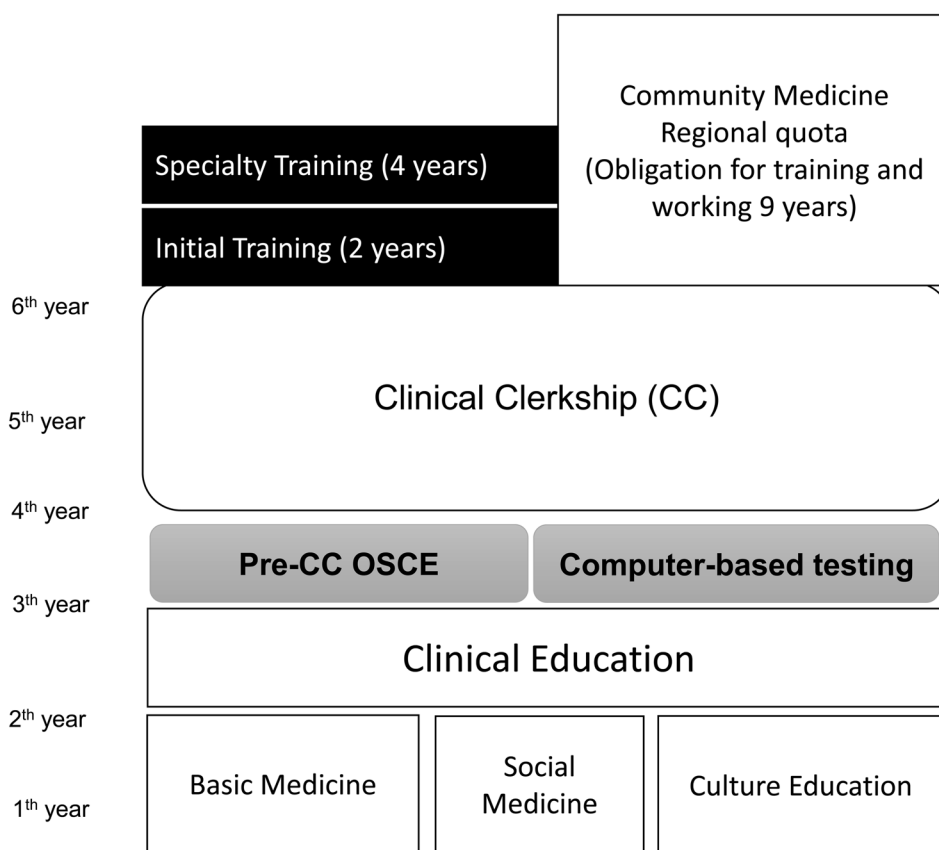 Community Medicine
Regional quota
(Obligation for training and
working 9 years)
Specialty Training (4 years)
Initial Training (2 years)
6th year
Clinical Clerkship (CC)
5th year
4th year
Pre-CC OSCE
Computer-based testing
3th year
Clinical Education
2th year
Basic Medicine
Social
Medicine
Culture Education
1th year